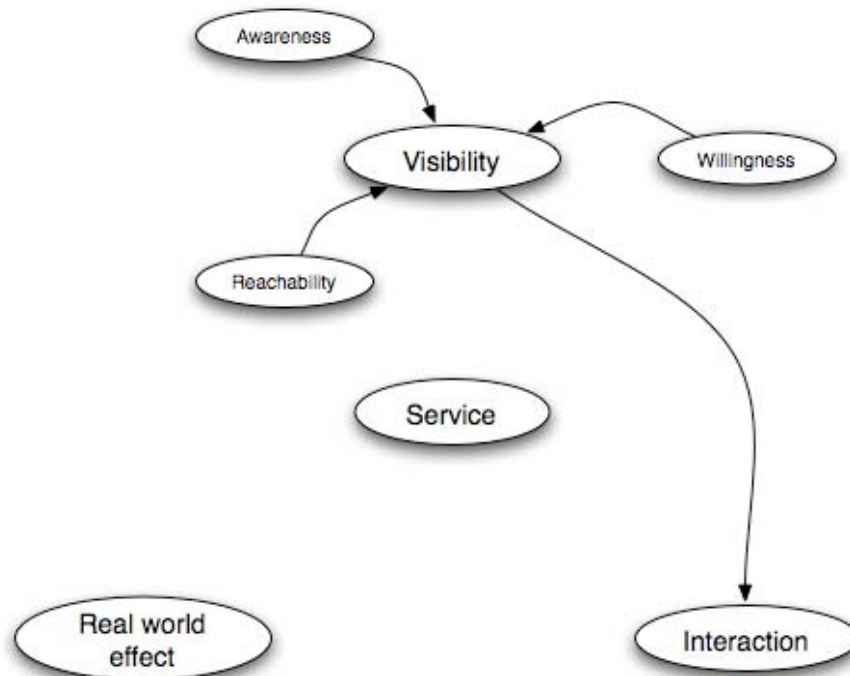 Awareness
Visibility
Willingness
Reachability
Service
Real world
effect
Interaction